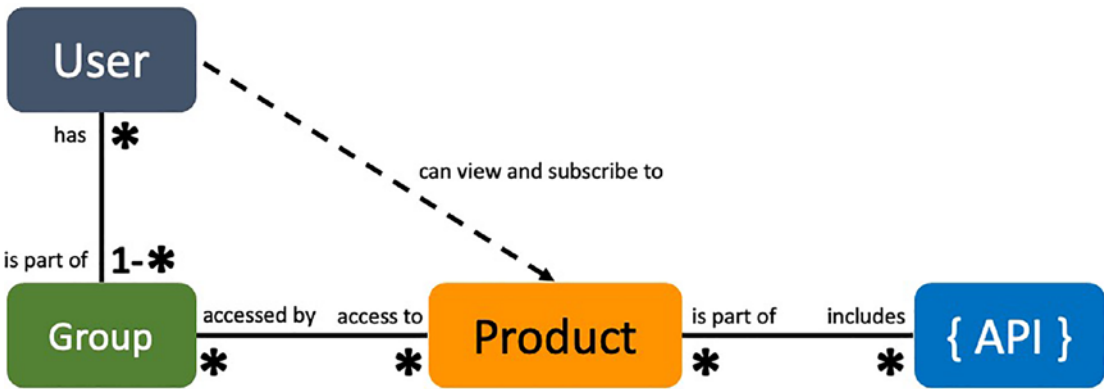 User
has *
can view and subscribe to
is part of 1-*
Group
accessed by
access to
Product
is part of
includes
{ API }
*
*
*
*